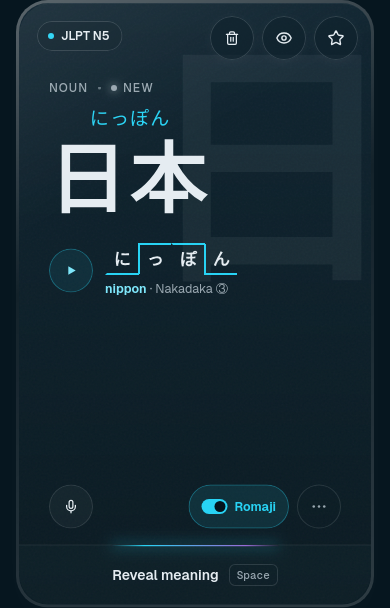 JLPT N5
NOUN • NEW
にっぽん
日本
にっぽん
nippon · Nakadaka ③
Romaji
Reveal meaning Space